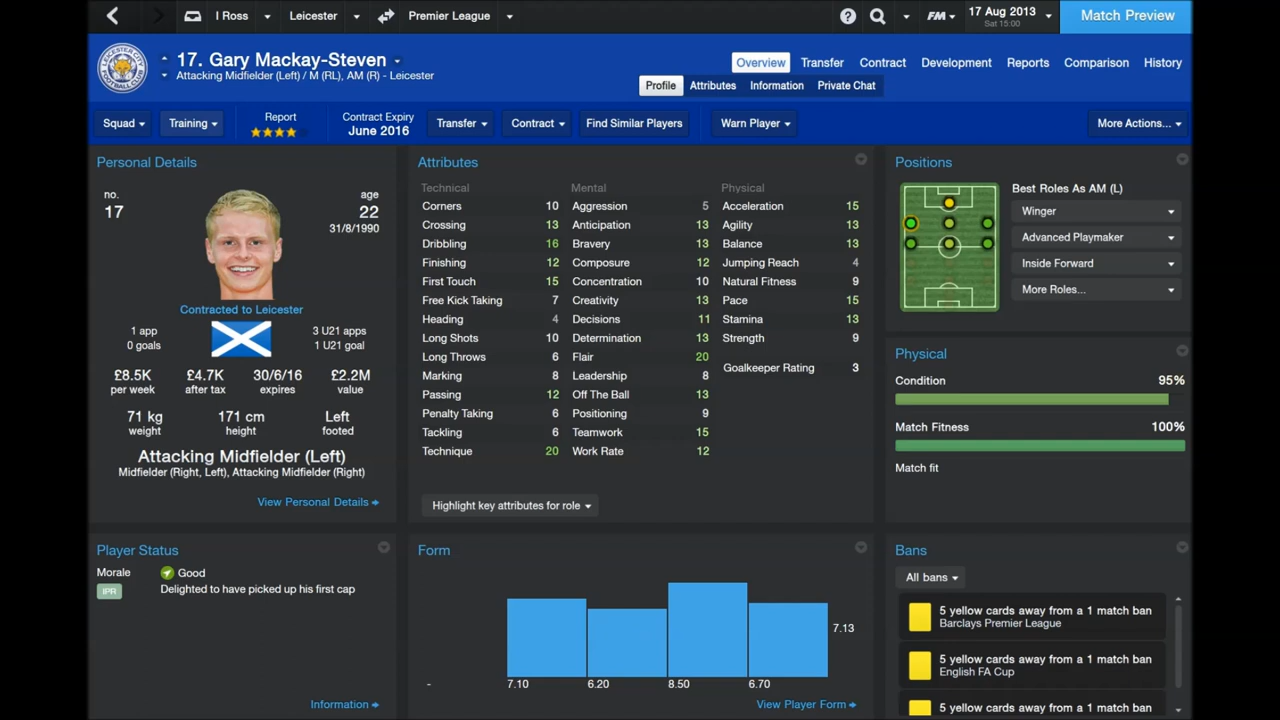 I Ross
Leicester
Premier League
FM
17 Aug 2013
Sat 15:00
Match Preview
17. Gary Mackay-Steven
Attacking Midfielder (Left) / M (RL), AM (R) - Leicester
Overview Transfer Contract Development Reports Comparison History
Profile Attributes Information Private Chat
Squad
Training
Report
Contract Expiry
June 2016
Transfer
Contract
Find Similar Players
Warn Player
More Actions...
Personal Details
no.
17
age
22
31/8/1990
Contracted to Leicester
1 app
0 goals
3 U21 apps
1 U21 goal
£8.5K per week
£4.7K after tax
30/6/16 expires
£2.2M value
71 kg weight
171 cm height
Left footed
Attacking Midfielder (Left)
Midfielder (Right, Left), Attacking Midfielder (Right)
View Personal Details
Attributes
Technical
Corners 10
Crossing 13
Dribbling 16
Finishing 12
First Touch 15
Free Kick Taking 7
Heading 4
Long Shots 10
Long Throws 6
Marking 8
Passing 12
Penalty Taking 6
Tackling 6
Technique 20
Mental
Aggression 5
Anticipation 13
Bravery 13
Composure 12
Concentration 10
Creativity 13
Decisions 11
Determination 13
Flair 20
Leadership 8
Off The Ball 13
Positioning 9
Teamwork 15
Work Rate 12
Physical
Acceleration 15
Agility 13
Balance 13
Jumping Reach 4
Natural Fitness 9
Pace 15
Stamina 13
Strength 9
Goalkeeper Rating 3
Highlight key attributes for role
Positions
Best Roles As AM (L)
Winger
Advanced Playmaker
Inside Forward
More Roles...
Physical
Condition 95%
Match Fitness 100%
Match fit
Player Status
Morale
Good
IPR
Delighted to have picked up his first cap
Information
Form
7.13
- 7.10 6.20 8.50 6.70
View Player Form
Bans
All bans
5 yellow cards away from a 1 match ban
Barclays Premier League
5 yellow cards away from a 1 match ban
English FA Cup
5 yellow cards away from a 1 match ban